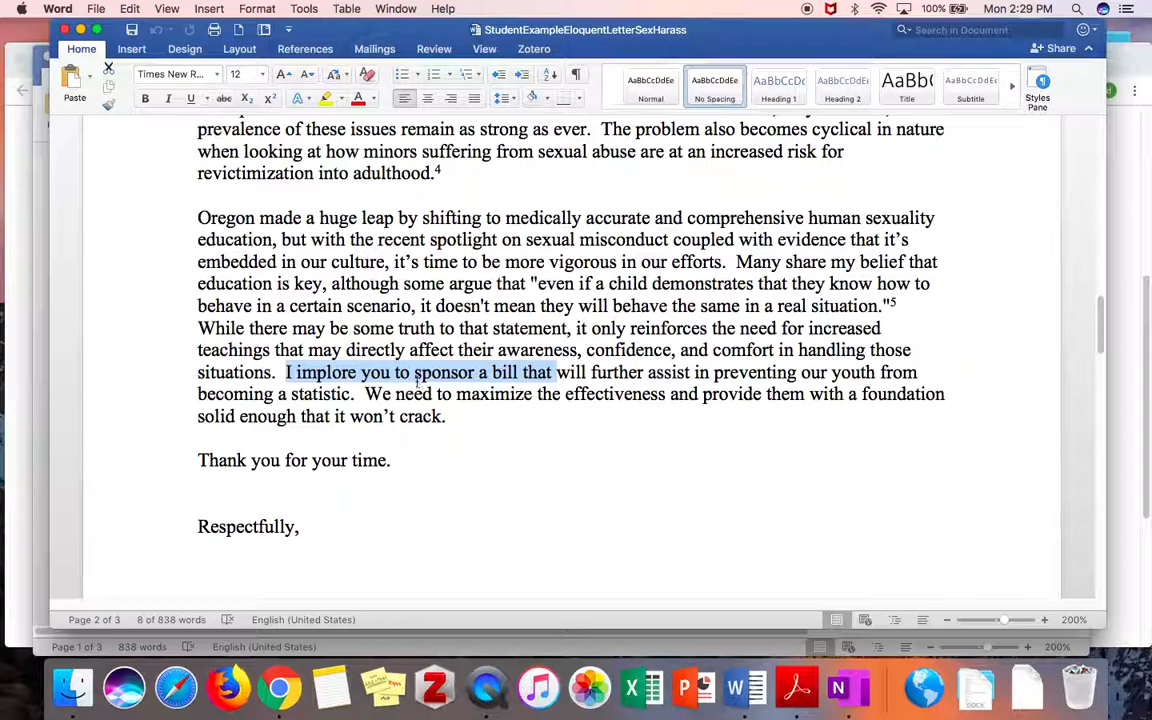 Word File Edit View Insert Format Tools Table Window Help
100% Mon 2:29 PM
StudentExampleEloquentLetterSexHarass
Search in Document
Home Insert Design Layout References Mailings Review View Zotero
Share
Paste
Times New R... 12
AaBbCcDdEe AaBbCcDdEe AaBbCcDc AaBbCcDdEe AaBb( AaBbCcDdEe
Normal No Spacing Heading 1 Heading 2 Title Subtitle
Styles Pane
B I U abc X₂ X²
prevalence of these issues remain as strong as ever.  The problem also becomes cyclical in nature
when looking at how minors suffering from sexual abuse are at an increased risk for
revictimization into adulthood.⁴
Oregon made a huge leap by shifting to medically accurate and comprehensive human sexuality
education, but with the recent spotlight on sexual misconduct coupled with evidence that it’s
embedded in our culture, it’s time to be more vigorous in our efforts.  Many share my belief that
education is key, although some argue that "even if a child demonstrates that they know how to
behave in a certain scenario, it doesn't mean they will behave the same in a real situation."⁵
While there may be some truth to that statement, it only reinforces the need for increased
teachings that may directly affect their awareness, confidence, and comfort in handling those
situations.  I implore you to sponsor a bill that will further assist in preventing our youth from
becoming a statistic.  We need to maximize the effectiveness and provide them with a foundation
solid enough that it won’t crack.
Thank you for your time.
Respectfully,
Page 2 of 3 8 of 838 words English (United States) 200%
Page 1 of 3 838 words English (United States) 200%